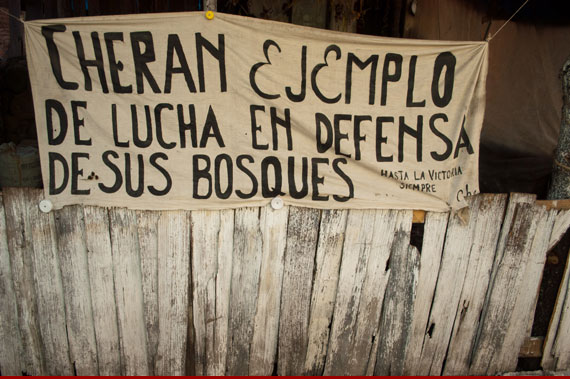 CHERAN EJEMPLO
DE LUCHA EN DEFENSA
DE SUS BOSQUES
HASTA LA VICTORIA
SIEMPRE